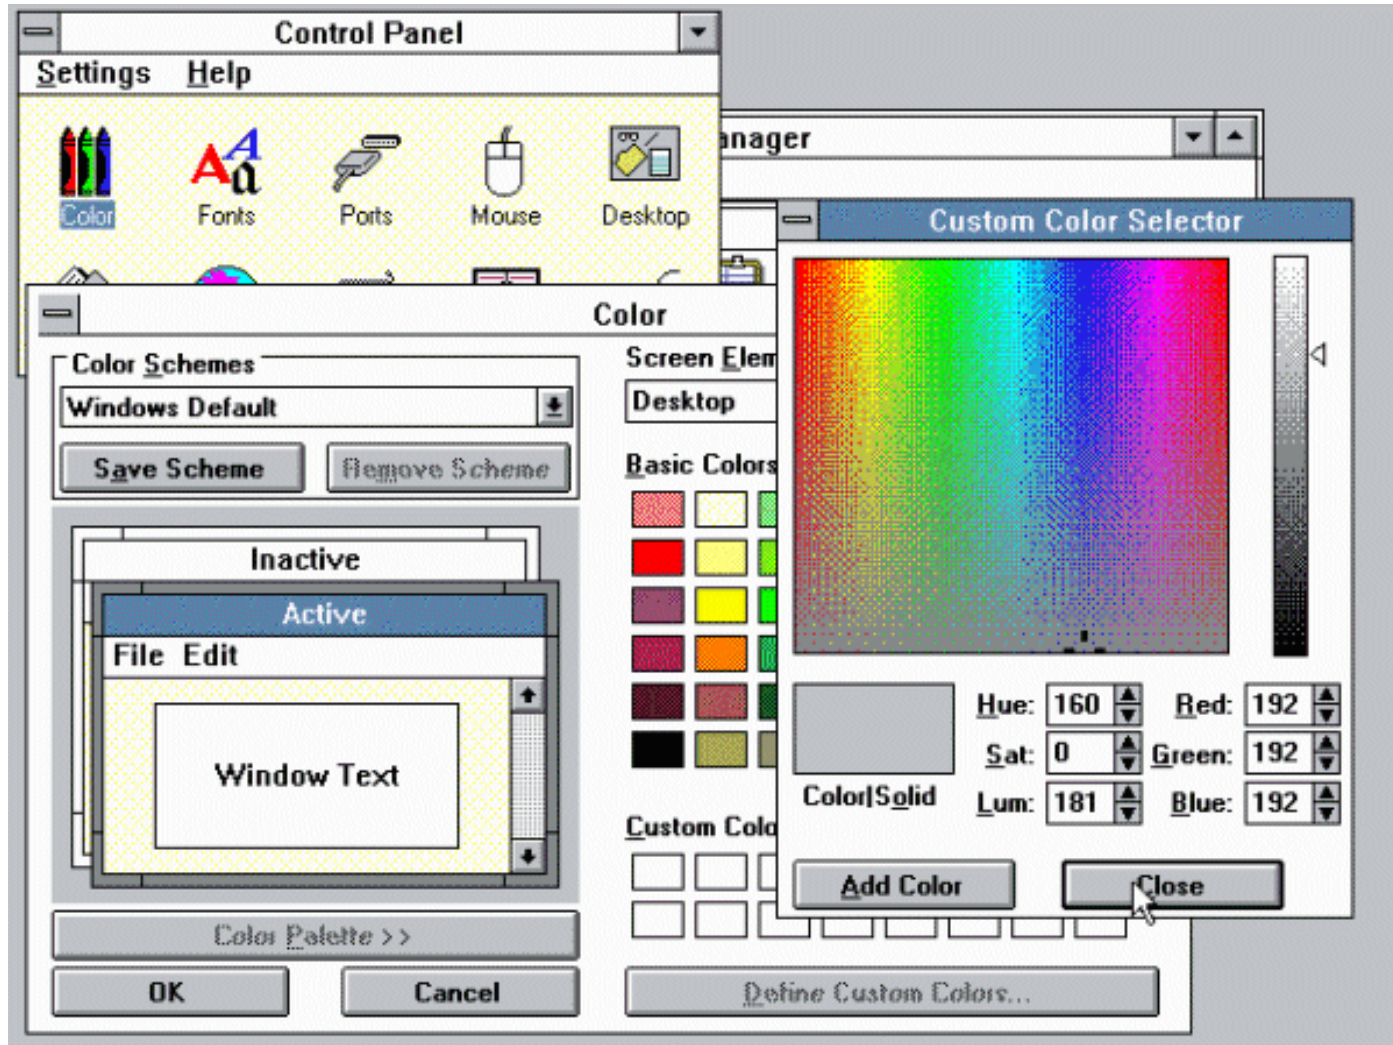 Control Panel
Settings Help
Color
Fonts
Ports
Mouse
Desktop
anager
Custom Color Selector
Color
Color Schemes
Windows Default
Save Scheme
Remove Scheme
Inactive
Active
File Edit
Window Text
Color Palette >>
OK
Cancel
Screen Elem
Desktop
Basic Colors
Custom Colo
Define Custom Colors...
Color|Solid
Hue: 160
Sat: 0
Lum: 181
Red: 192
Green: 192
Blue: 192
Add Color
Close